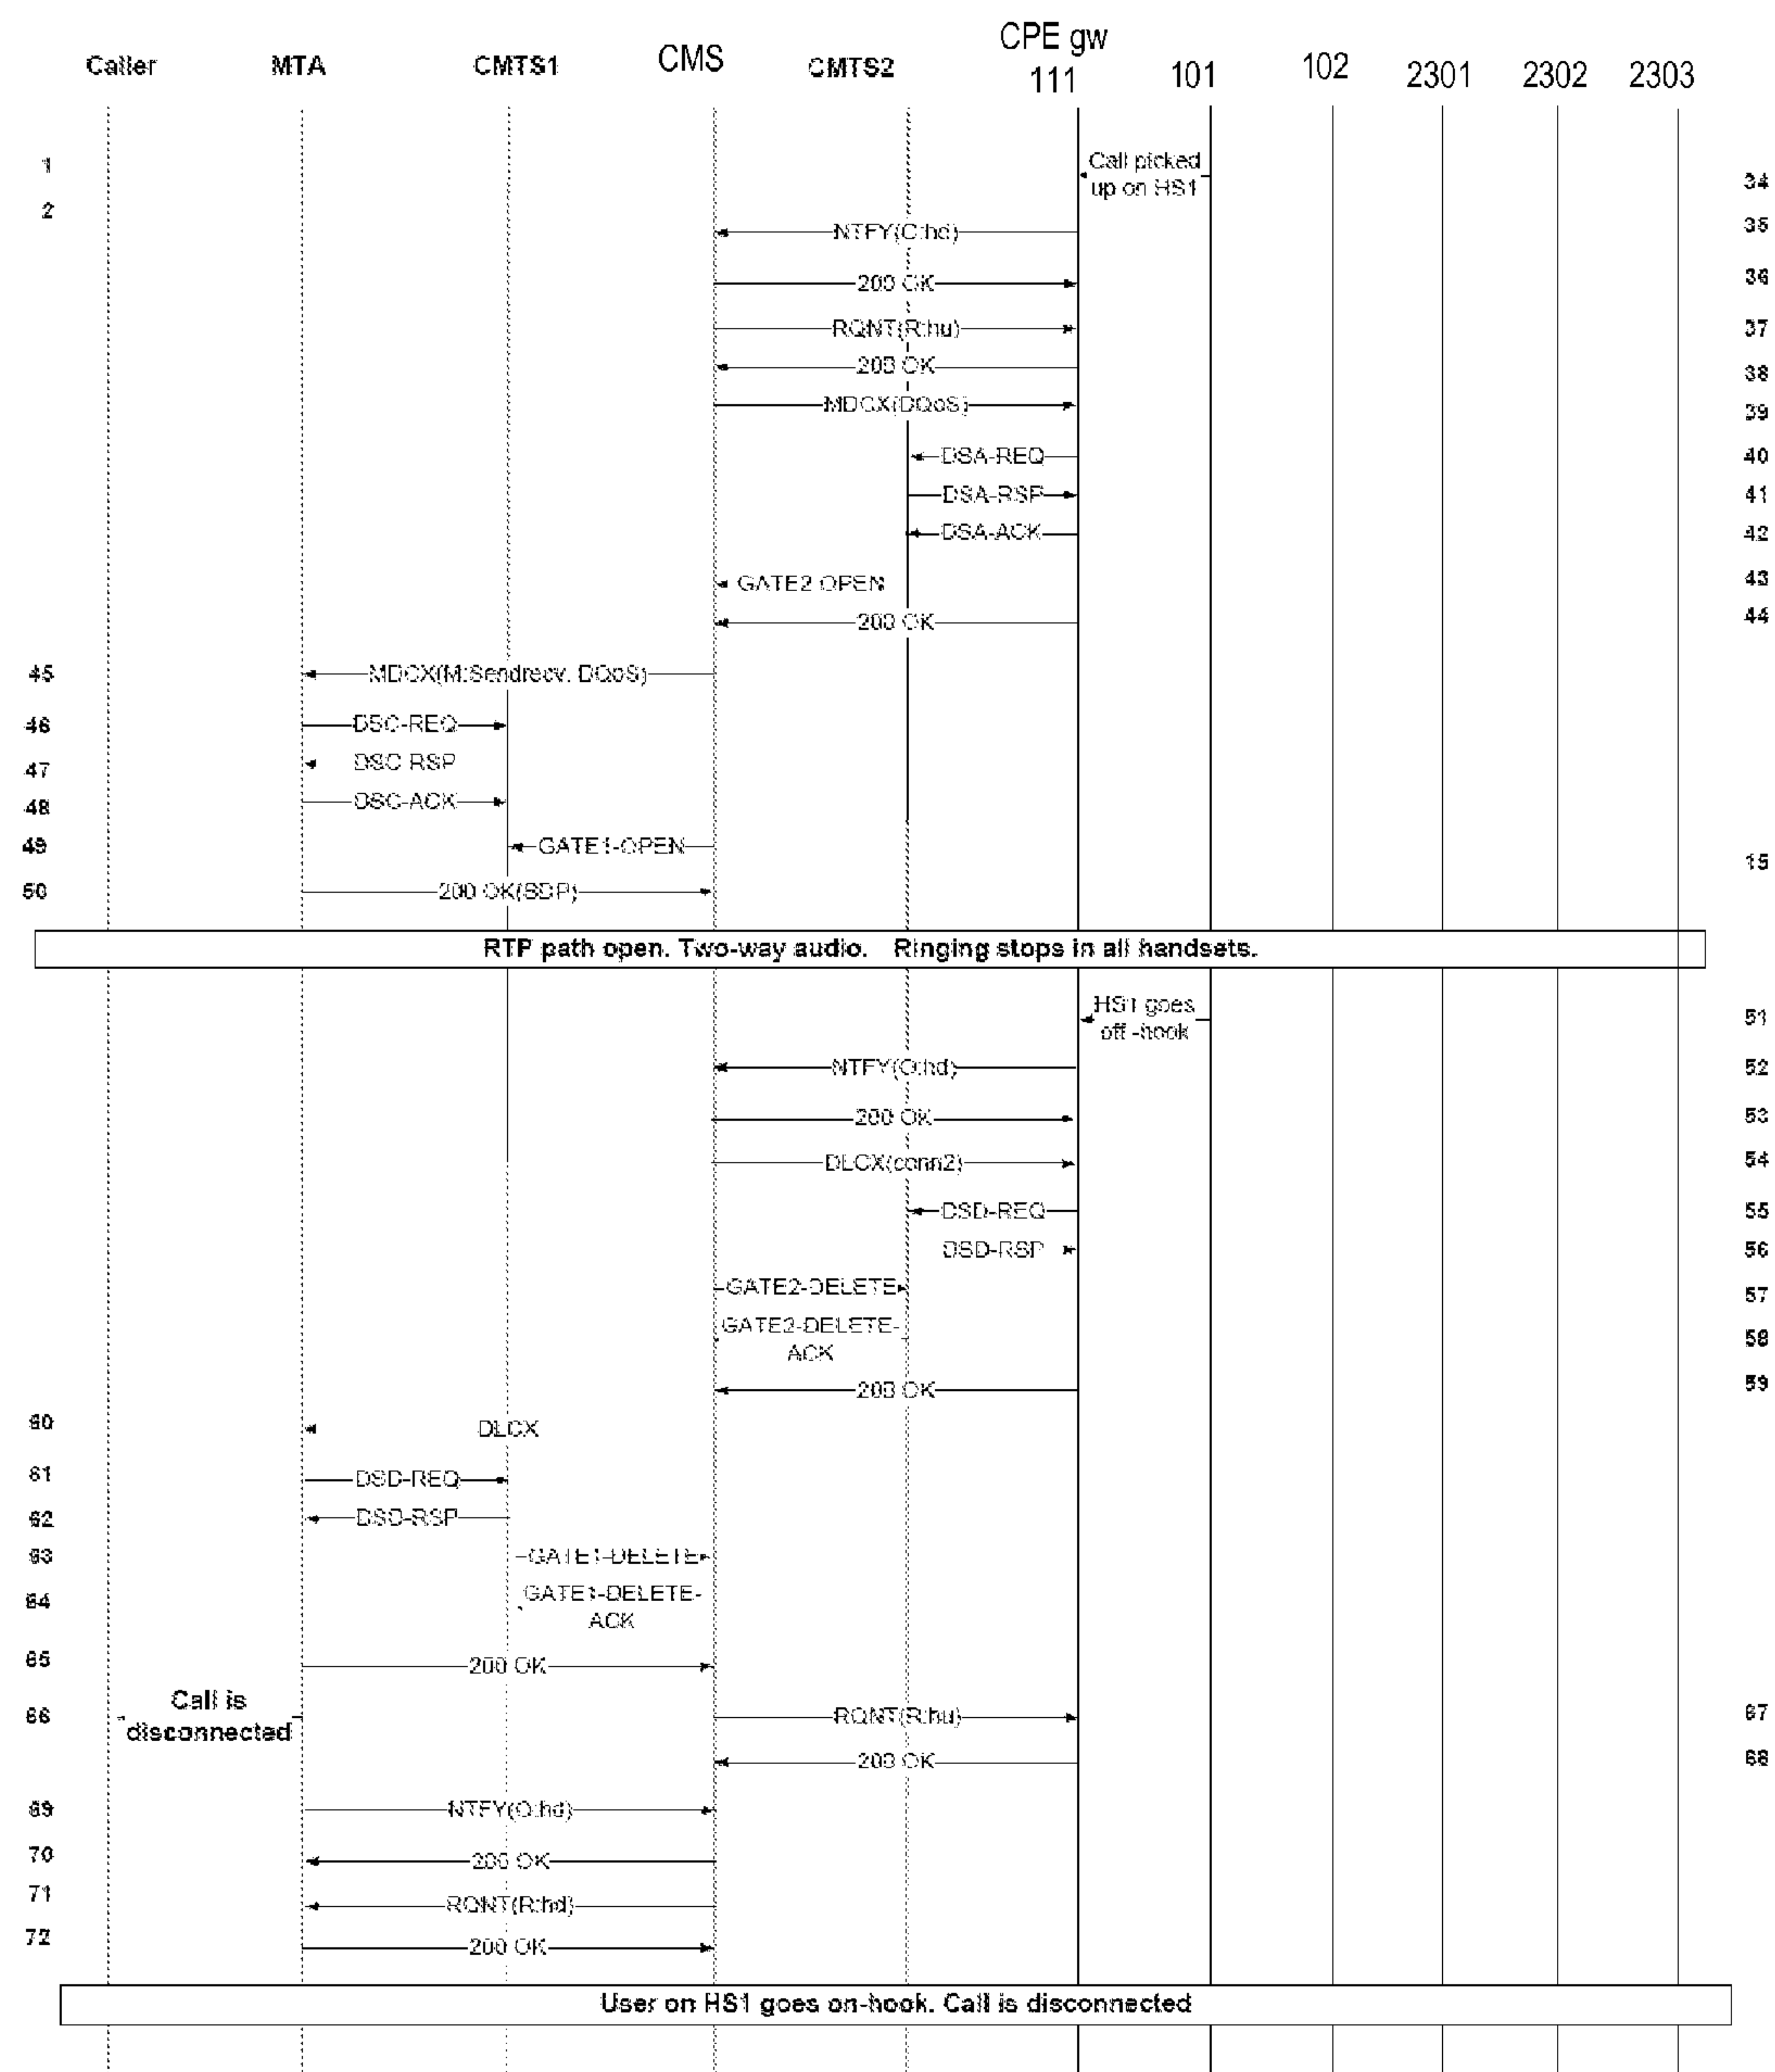 Caller MTA CMTS1 CMS CMTS2 CPE gw 111 101 102 2301 2302 2303
1 Call picked 34
up on HS1
2 NTFY(O:hd) 35
200 OK 36
RQNT(R:hu) 37
200 OK 38
MDCX(DQoS) 39
DSA-REQ 40
DSA-RSP 41
DSA-ACK 42
GATE2 OPEN 43
200 OK 44
45 MDCX(M:Sendrecv, DQoS)
46 DSC-REQ
47 DSC RSP
48 DSC-ACK
49 GATE1-OPEN 15
50 200 OK(SDP)
RTP path open. Two-way audio. Ringing stops in all handsets.
HS1 goes 51
off -hook
NTFY(O:hd) 52
200 OK 53
DLCX(conn2) 54
DSD-REQ 55
DSD-RSP 56
GATE2-DELETE 57
GATE2-DELETE- 58
ACK
200 OK 59
60 DLCX
61 DSD-REQ
62 DSD-RSP
63 GATE1-DELETE
64 GATE1-DELETE-
ACK
65 200 OK
66 Call is RQNT(R:hu) 67
disconnected
200 OK 68
69 NTFY(O:hd)
70 200 OK
71 RQNT(R:hd)
72 200 OK
User on HS1 goes on-hook. Call is disconnected